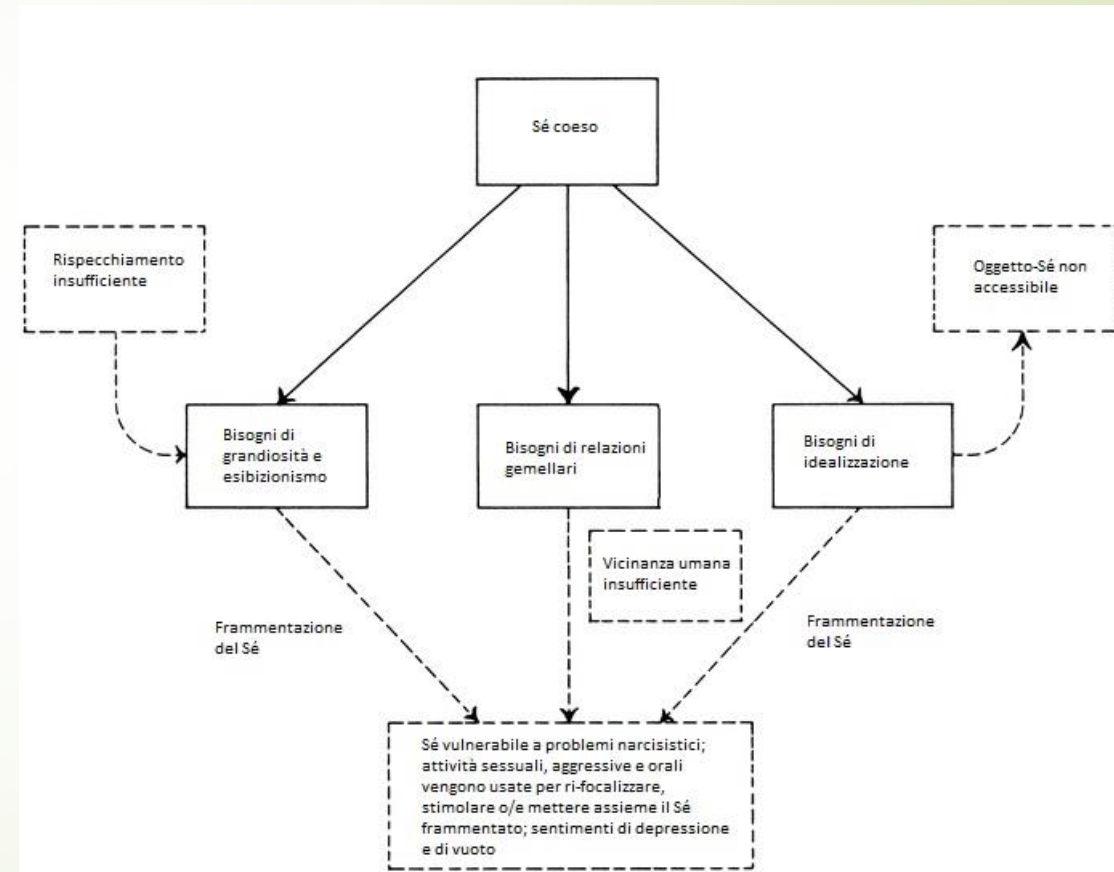 Sé coeso
Rispecchiamento
insufficiente
Oggetto-Sé non
accessibile
Bisogni di
grandiosità e
esibizionismo
Bisogni di relazioni
gemellari
Bisogni di
idealizzazione
Vicinanza umana
insufficiente
Frammentazione
del Sé
Frammentazione
del Sé
Sé vulnerabile a problemi narcisistici;
attività sessuali, aggressive e orali
vengono usate per ri-focalizzare,
stimolare o/e mettere assieme il Sé
frammentato; sentimenti di depressione
e di vuoto